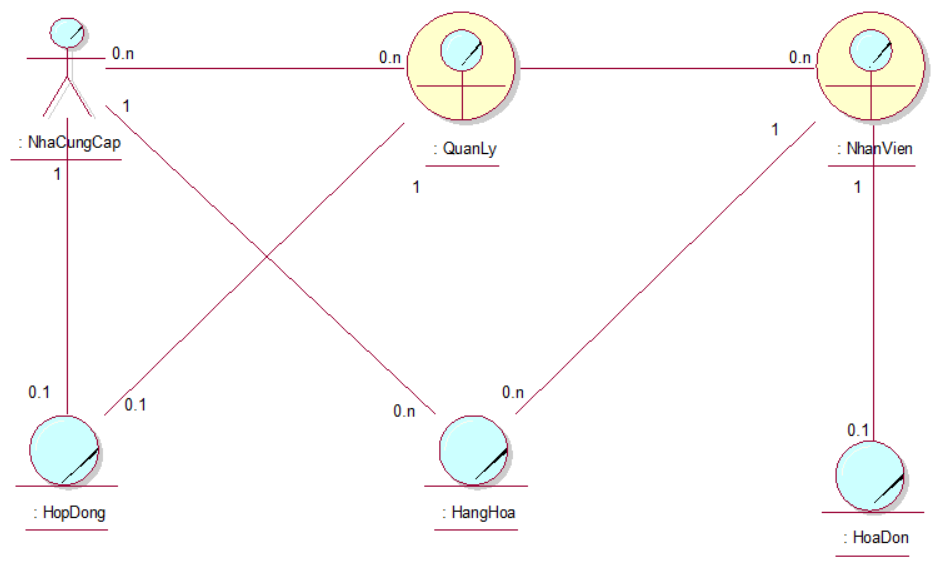 0.n
0.n
0.n
1
1
: NhaCungCap
: QuanLy
: NhanVien
1
1
1
0.1
0.1
0.n
0.n
0.1
: HopDong
: HangHoa
: HoaDon